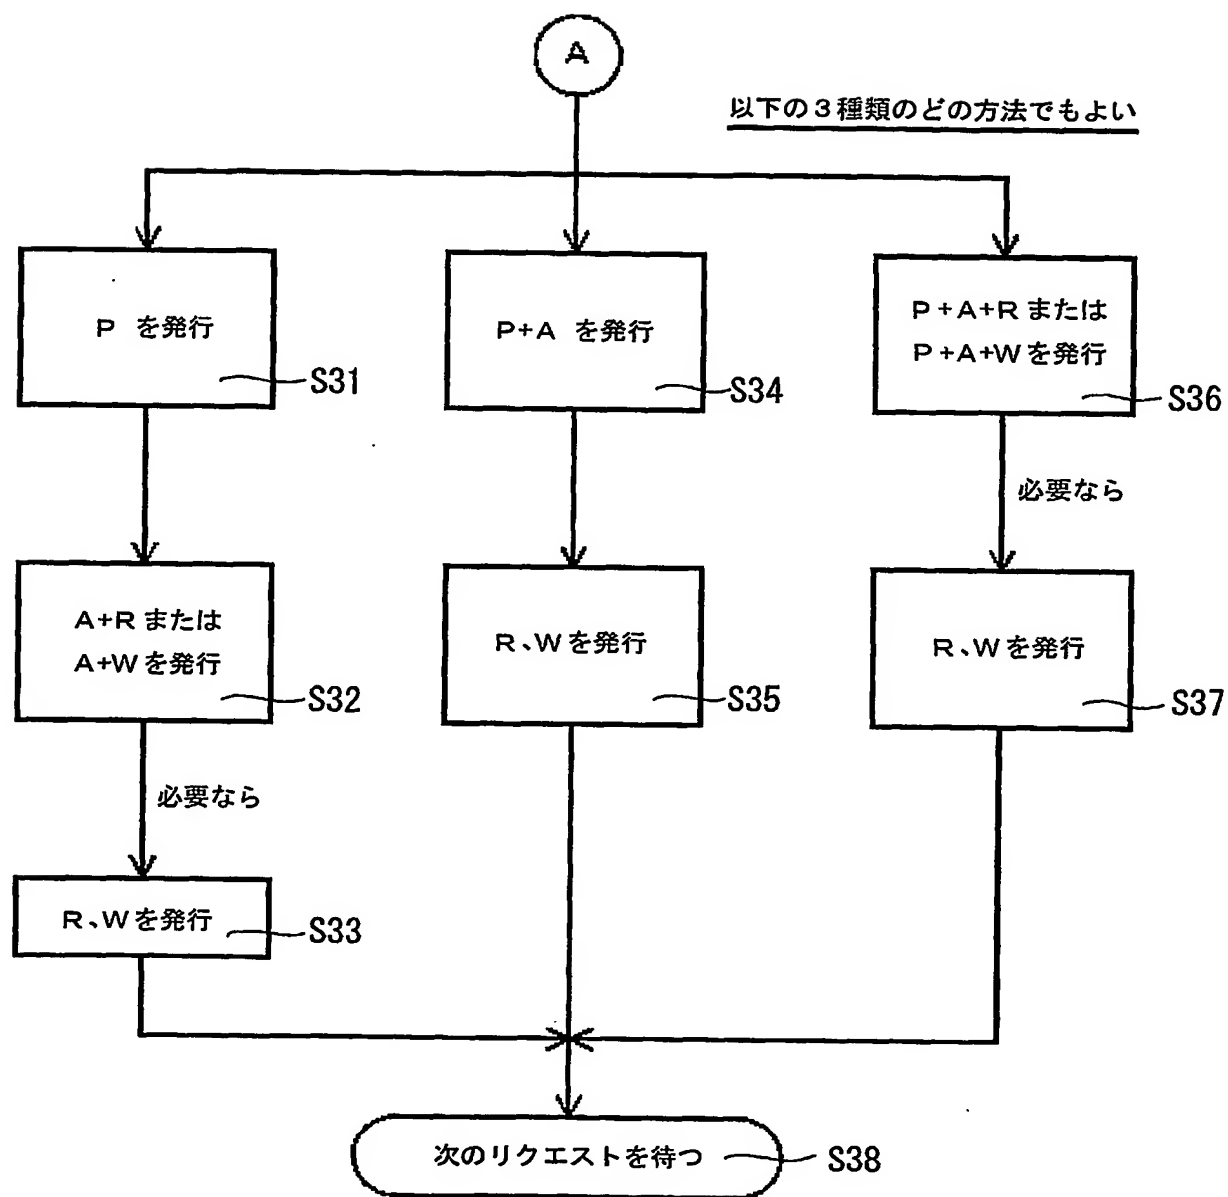 A
以下の3種類のどの方法でもよい
P を発行
S31
P+A を発行
S34
P+A+R または
P+A+W を発行
S36
必要なら
A+R または
A+W を発行
S32
R、W を発行
S35
R、W を発行
S37
必要なら
R、W を発行
S33
次のリクエストを待つ
S38